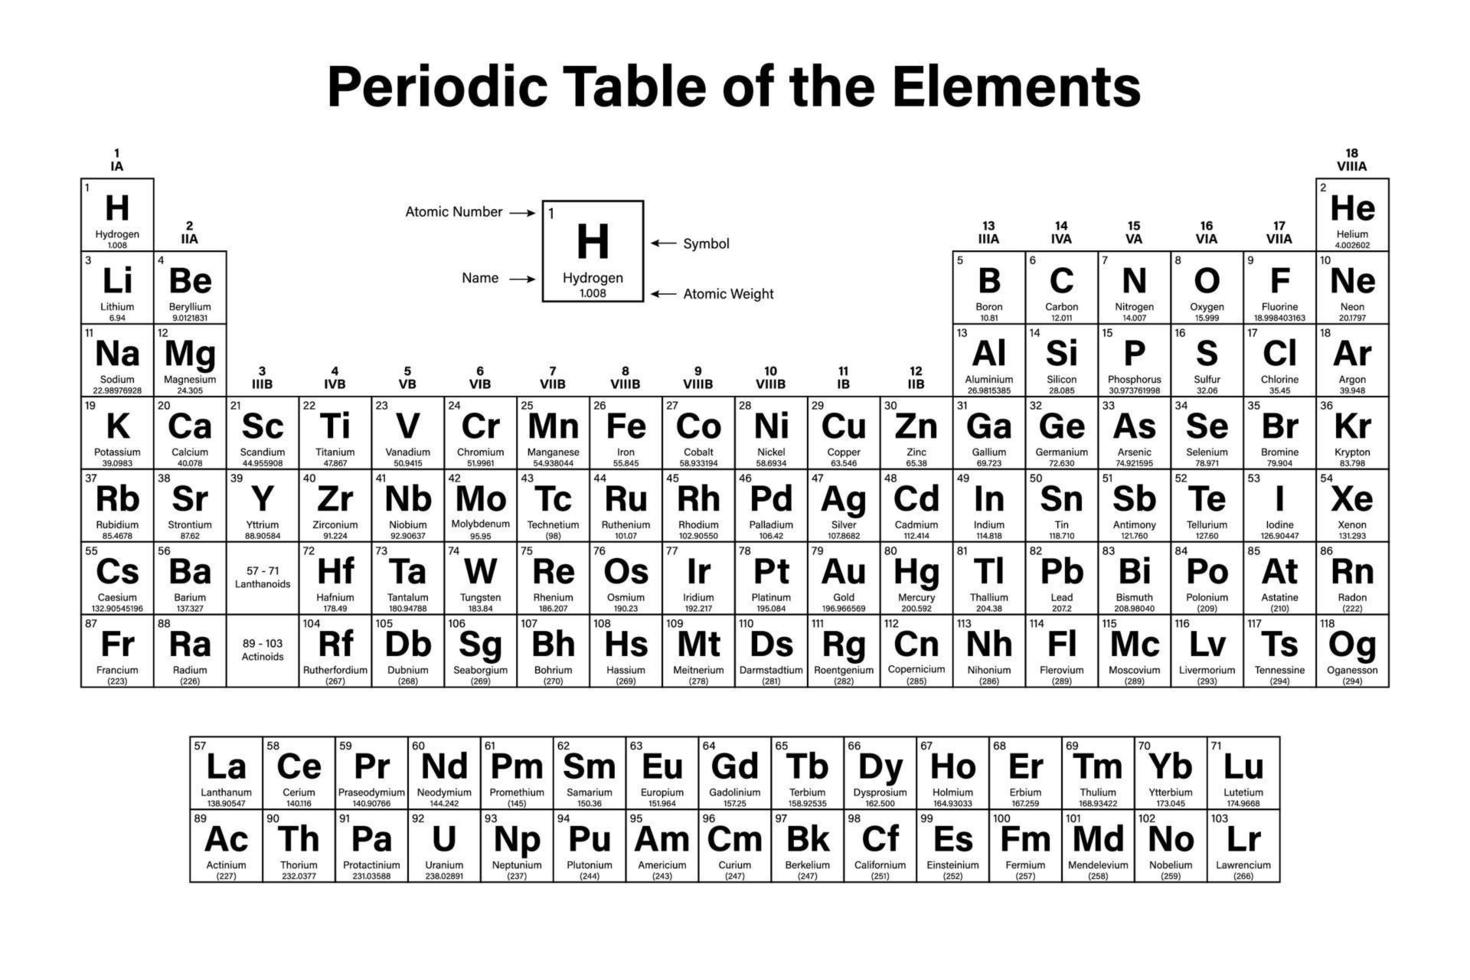 Periodic Table of the Elements
1
IA
18
VIIIA
1
H
Hydrogen
1.008
2
IIA
Atomic Number
1
H
Hydrogen
1.008
Symbol
Name
Atomic Weight
13
IIIA
14
IVA
15
VA
16
VIA
17
VIIA
2
He
Helium
4.002602
3
Li
Lithium
6.94
4
Be
Beryllium
9.0121831
5
B
Boron
10.81
6
C
Carbon
12.011
7
N
Nitrogen
14.007
8
O
Oxygen
15.999
9
F
Fluorine
18.998403163
10
Ne
Neon
20.1797
11
Na
Sodium
22.98976928
12
Mg
Magnesium
24.305
3
IIIB
4
IVB
5
VB
6
VIB
7
VIIB
8
VIIIB
9
VIIIB
10
VIIIB
11
IB
12
IIB
13
Al
Aluminium
26.9815385
14
Si
Silicon
28.085
15
P
Phosphorus
30.973761998
16
S
Sulfur
32.06
17
Cl
Chlorine
35.45
18
Ar
Argon
39.948
19
K
Potassium
39.0983
20
Ca
Calcium
40.078
21
Sc
Scandium
44.955908
22
Ti
Titanium
47.867
23
V
Vanadium
50.9415
24
Cr
Chromium
51.9961
25
Mn
Manganese
54.938044
26
Fe
Iron
55.845
27
Co
Cobalt
58.933194
28
Ni
Nickel
58.6934
29
Cu
Copper
63.546
30
Zn
Zinc
65.38
31
Ga
Gallium
69.723
32
Ge
Germanium
72.630
33
As
Arsenic
74.921595
34
Se
Selenium
78.971
35
Br
Bromine
79.904
36
Kr
Krypton
83.798
37
Rb
Rubidium
85.4678
38
Sr
Strontium
87.62
39
Y
Yttrium
88.90584
40
Zr
Zirconium
91.224
41
Nb
Niobium
92.90637
42
Mo
Molybdenum
95.95
43
Tc
Technetium
(98)
44
Ru
Ruthenium
101.07
45
Rh
Rhodium
102.90550
46
Pd
Palladium
106.42
47
Ag
Silver
107.8682
48
Cd
Cadmium
112.414
49
In
Indium
114.818
50
Sn
Tin
118.710
51
Sb
Antimony
121.760
52
Te
Tellurium
127.60
53
I
Iodine
126.90447
54
Xe
Xenon
131.293
55
Cs
Caesium
132.90545196
56
Ba
Barium
137.327
57 - 71
Lanthanoids
72
Hf
Hafnium
178.49
73
Ta
Tantalum
180.94788
74
W
Tungsten
183.84
75
Re
Rhenium
186.207
76
Os
Osmium
190.23
77
Ir
Iridium
192.217
78
Pt
Platinum
195.084
79
Au
Gold
196.966569
80
Hg
Mercury
200.592
81
Tl
Thallium
204.38
82
Pb
Lead
207.2
83
Bi
Bismuth
208.98040
84
Po
Polonium
(209)
85
At
Astatine
(210)
86
Rn
Radon
(222)
87
Fr
Francium
(223)
88
Ra
Radium
(226)
89 - 103
Actinoids
104
Rf
Rutherfordium
(267)
105
Db
Dubnium
(268)
106
Sg
Seaborgium
(269)
107
Bh
Bohrium
(270)
108
Hs
Hassium
(269)
109
Mt
Meitnerium
(278)
110
Ds
Darmstadtium
(281)
111
Rg
Roentgenium
(282)
112
Cn
Copernicium
(285)
113
Nh
Nihonium
(286)
114
Fl
Flerovium
(289)
115
Mc
Moscovium
(289)
116
Lv
Livermorium
(293)
117
Ts
Tennessine
(294)
118
Og
Oganesson
(294)
57
La
Lanthanum
138.90547
58
Ce
Cerium
140.116
59
Pr
Praseodymium
140.90766
60
Nd
Neodymium
144.242
61
Pm
Promethium
(145)
62
Sm
Samarium
150.36
63
Eu
Europium
151.964
64
Gd
Gadolinium
157.25
65
Tb
Terbium
158.92535
66
Dy
Dysprosium
162.500
67
Ho
Holmium
164.93033
68
Er
Erbium
167.259
69
Tm
Thulium
168.93422
70
Yb
Ytterbium
173.045
71
Lu
Lutetium
174.9668
89
Ac
Actinium
(227)
90
Th
Thorium
232.0377
91
Pa
Protactinium
231.03588
92
U
Uranium
238.02891
93
Np
Neptunium
(237)
94
Pu
Plutonium
(244)
95
Am
Americium
(243)
96
Cm
Curium
(247)
97
Bk
Berkelium
(247)
98
Cf
Californium
(251)
99
Es
Einsteinium
(252)
100
Fm
Fermium
(257)
101
Md
Mendelevium
(258)
102
No
Nobelium
(259)
103
Lr
Lawrencium
(266)